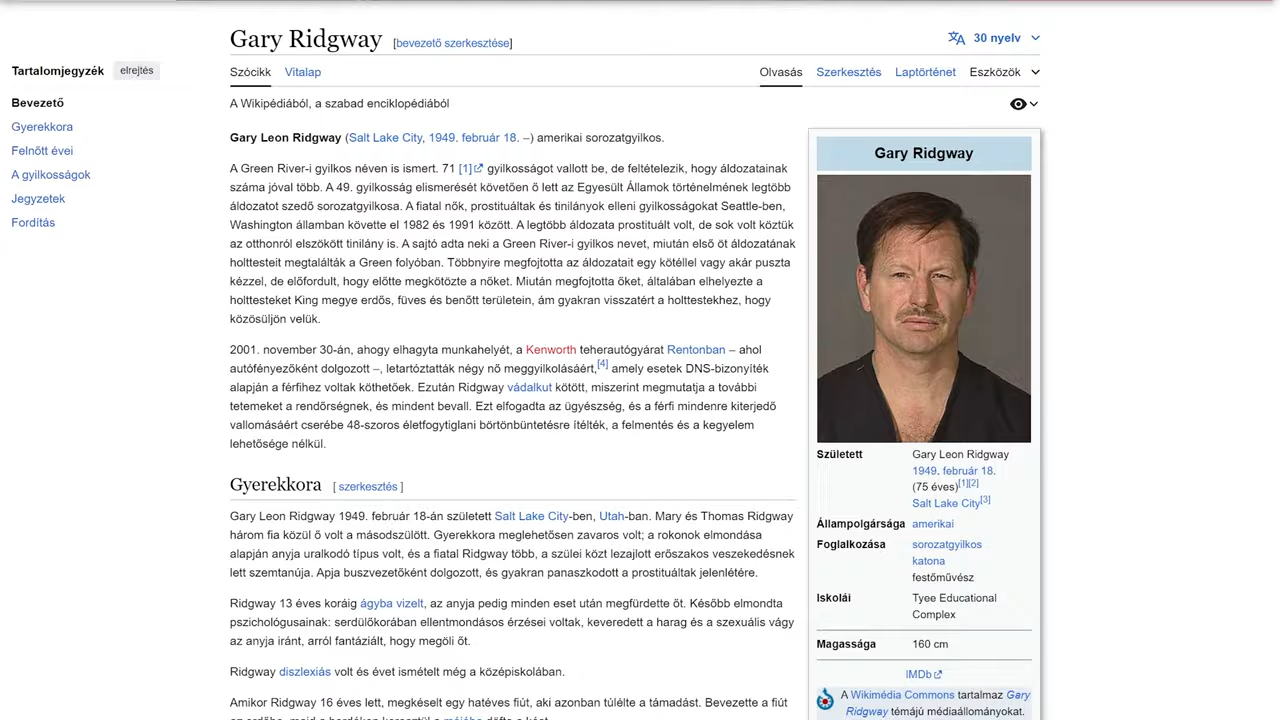 Gary Ridgway [bevezető szerkesztése]
30 nyelv
Tartalomjegyzék elrejtés
Bevezető
Gyerekkora
Felnőtt évei
A gyilkosságok
Jegyzetek
Fordítás
Szócikk Vitalap
Olvasás Szerkesztés Laptörténet Eszközök
A Wikipédiából, a szabad enciklopédiából
Gary Leon Ridgway (Salt Lake City, 1949. február 18. –) amerikai sorozatgyilkos.
A Green River-i gyilkos néven is ismert. 71 [1] gyilkosságot vallott be, de feltételezik, hogy áldozatainak
száma jóval több. A 49. gyilkosság elismerését követően ő lett az Egyesült Államok történelmének legtöbb
áldozatot szedő sorozatgyilkosa. A fiatal nők, prostituáltak és tinilányok elleni gyilkosságokat Seattle-ben,
Washington államban követte el 1982 és 1991 között. A legtöbb áldozata prostituált volt, de sok volt köztük
az otthonról elszökött tinilány is. A sajtó adta neki a Green River-i gyilkos nevet, miután első öt áldozatának
holttesteit megtalálták a Green folyóban. Többnyire megfojtotta az áldozatait egy kötéllel vagy akár puszta
kézzel, de előfordult, hogy előtte megkötözte a nőket. Miután megfojtotta őket, általában elhelyezte a
holttesteket King megye erdős, füves és benőtt területein, ám gyakran visszatért a holttestekhez, hogy
közösüljön velük.
2001. november 30-án, ahogy elhagyta munkahelyét, a Kenworth teherautógyárat Rentonban – ahol
autófényezőként dolgozott –, letartóztatták négy nő meggyilkolásáért,[4] amely esetek DNS-bizonyíték
alapján a férfihez voltak köthetőek. Ezután Ridgway vádalkut kötött, miszerint megmutatja a további
tetemeket a rendőrségnek, és mindent bevall. Ezt elfogadta az ügyészség, és a férfi mindenre kiterjedő
vallomásáért cserébe 48-szoros életfogytiglani börtönbüntetésre ítélték, a felmentés és a kegyelem
lehetősége nélkül.
Gyerekkora [ szerkesztés ]
Gary Leon Ridgway 1949. február 18-án született Salt Lake City-ben, Utah-ban. Mary és Thomas Ridgway
három fia közül ő volt a másodszülött. Gyerekkora meglehetősen zavaros volt; a rokonok elmondása
alapján anyja uralkodó típus volt, és a fiatal Ridgway több, a szülei közt lezajlott erőszakos veszekedésnek
lett szemtanúja. Apja buszvezetőként dolgozott, és gyakran panaszkodott a prostituáltak jelenlétére.
Ridgway 13 éves koráig ágyba vizelt, az anyja pedig minden eset után megfürdette őt. Később elmondta
pszichológusainak: serdülőkorában ellentmondásos érzései voltak, keveredett a harag és a szexuális vágy
az anyja iránt, arról fantáziált, hogy megöli őt.
Ridgway diszlexiás volt és évet ismételt még a középiskolában.
Amikor Ridgway 16 éves lett, megkéselt egy hatéves fiút, aki azonban túlélte a támadást. Bevezette a fiút
Gary Ridgway
Született Gary Leon Ridgway
1949. február 18.
(75 éves)[1][2]
Salt Lake City[3]
Állampolgársága amerikai
Foglalkozása sorozatgyilkos
katona
festőművész
Iskolái Tyee Educational
Complex
Magassága 160 cm
IMDb
A Wikimédia Commons tartalmaz Gary
Ridgway témájú médiaállományokat.